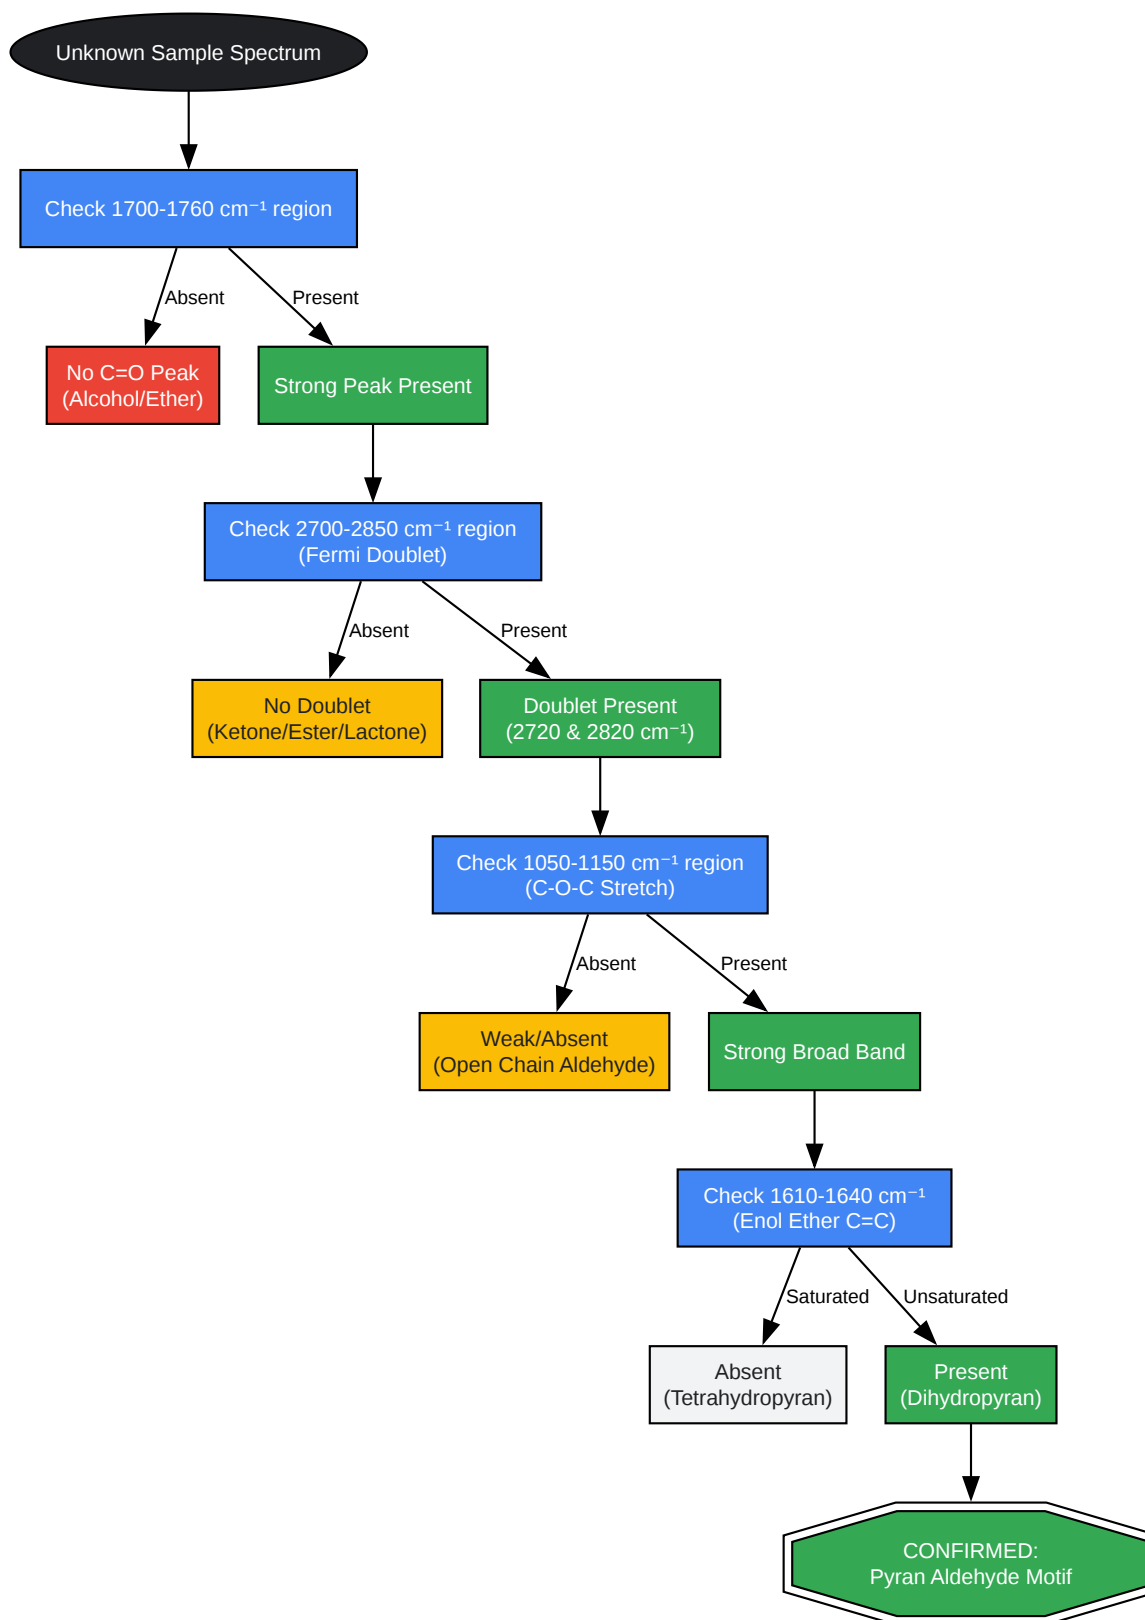 Unknown Sample Spectrum
Check 1700-1760 cm⁻¹ region
Absent
Present
No C=O Peak
(Alcohol/Ether)
Strong Peak Present
Check 2700-2850 cm⁻¹ region
(Fermi Doublet)
Absent
Present
No Doublet
(Ketone/Ester/Lactone)
Doublet Present
(2720 & 2820 cm⁻¹)
Check 1050-1150 cm⁻¹ region
(C-O-C Stretch)
Absent
Present
Weak/Absent
(Open Chain Aldehyde)
Strong Broad Band
Check 1610-1640 cm⁻¹
(Enol Ether C=C)
Saturated
Unsaturated
Absent
(Tetrahydropyran)
Present
(Dihydropyran)
CONFIRMED:
Pyran Aldehyde Motif